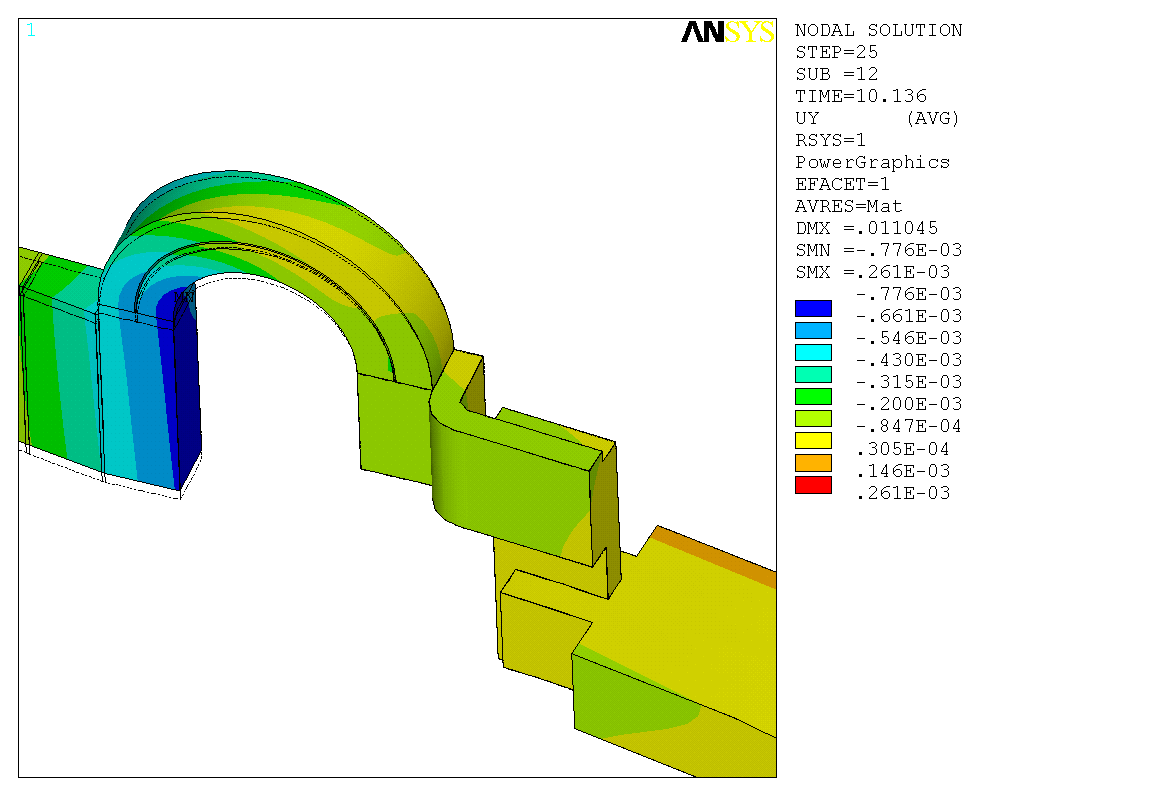 1
ANSYS
NODAL SOLUTION
STEP=25
SUB =12
TIME=10.136
UY (AVG)
RSYS=1
PowerGraphics
EFACET=1
AVRES=Mat
DMX =.011045
SMN =-.776E-03
SMX =.261E-03
-.776E-03
-.661E-03
-.546E-03
-.430E-03
-.315E-03
-.200E-03
-.847E-04
.305E-04
.146E-03
.261E-03